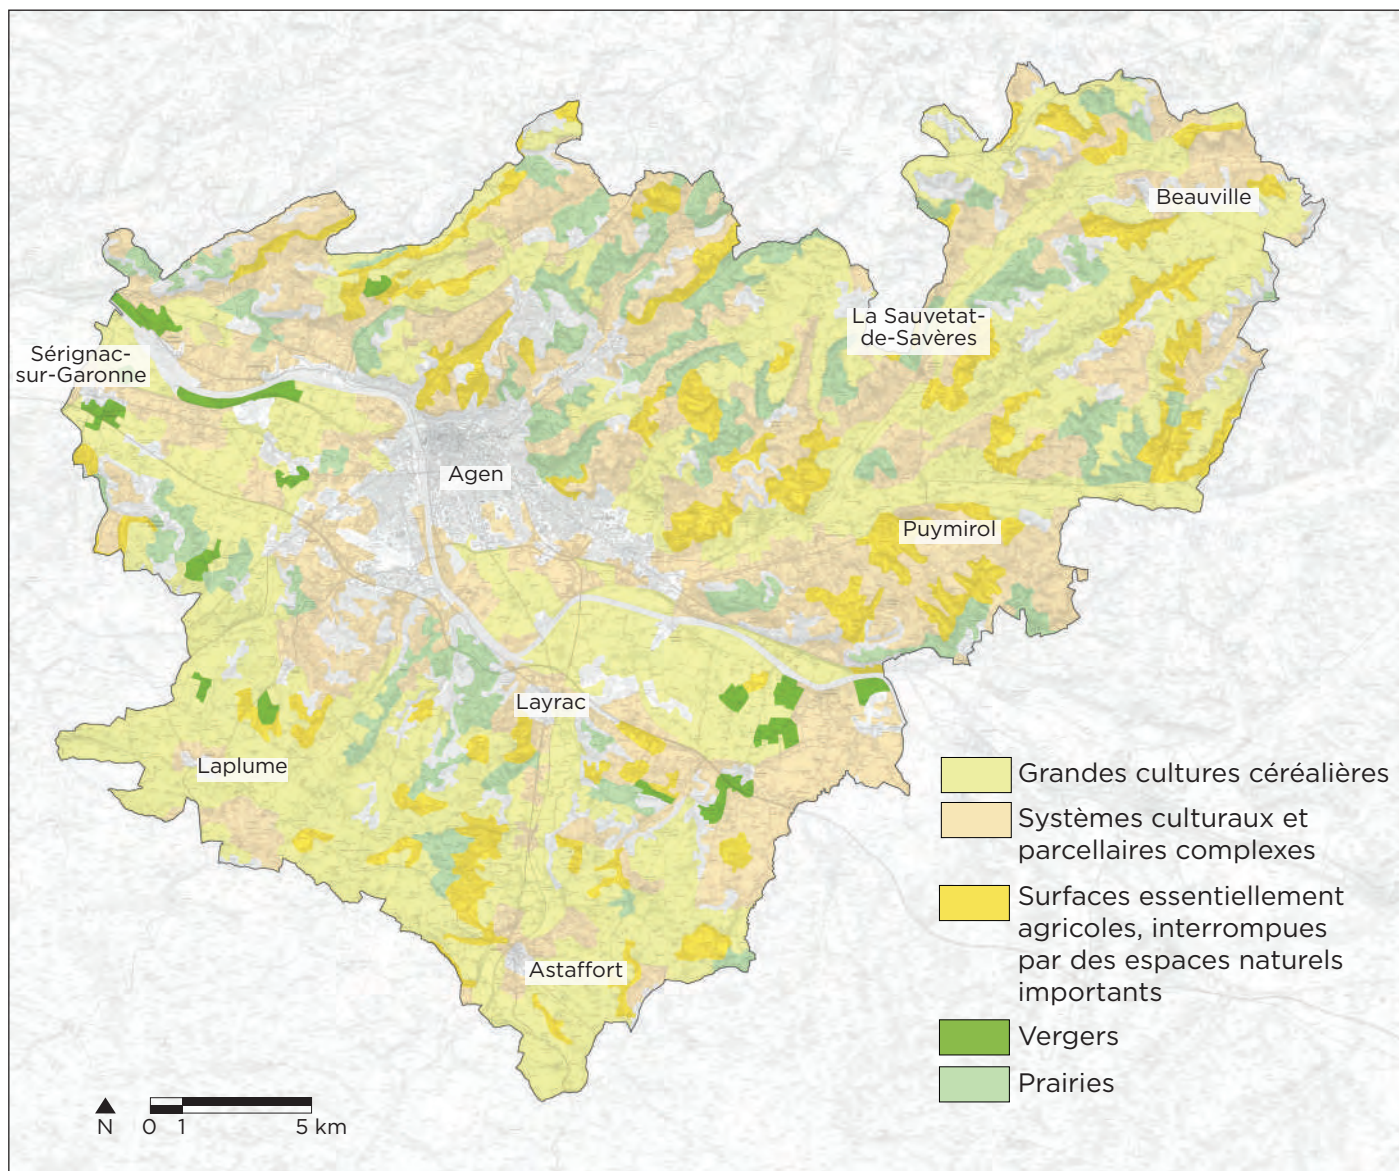 Beauville
La Sauvetat-
de-Savères
Sérignac-
sur-Garonne
Agen
Puymirol
Layrac
Laplume
Astaffort
Grandes cultures céréalières
Systèmes culturaux et
parcellaires complexes
Surfaces essentiellement
agricoles, interrompues
par des espaces naturels
importants
Vergers
Prairies
N 0 1 5 km